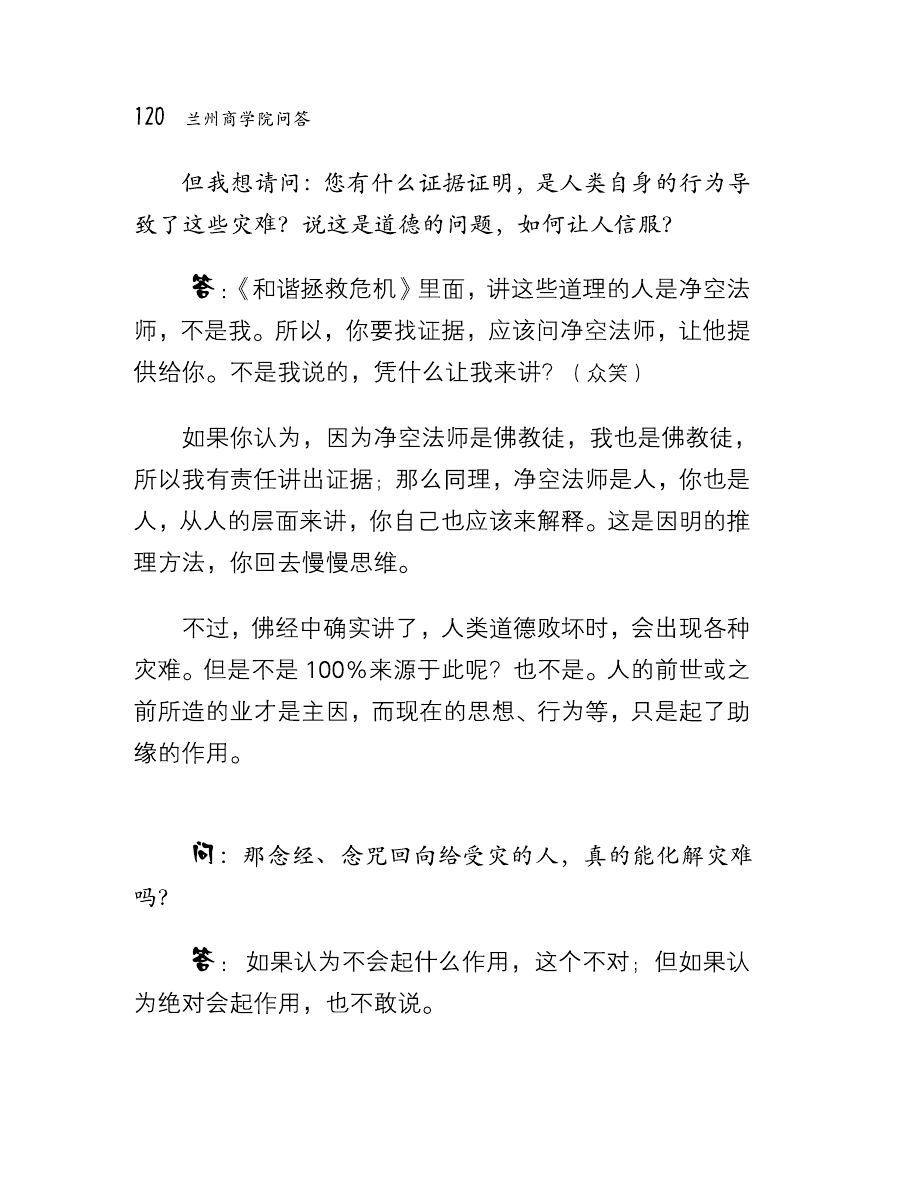 120 兰州商学院问答
但我想请问：您有什么证据证明，是人类自身的行为导
致了这些灾难？说这是道德的问题，如何让人信服？
答：《和谐拯救危机》里面，讲这些道理的人是净空法
师，不是我。所以，你要找证据，应该问净空法师，让他提
供给你。不是我说的，凭什么让我来讲？（众笑）
如果你认为，因为净空法师是佛教徒，我也是佛教徒，
所以我有责任讲出证据；那么同理，净空法师是人，你也是
人，从人的层面来讲，你自己也应该来解释。这是因明的推
理方法，你回去慢慢思维。
不过，佛经中确实讲了，人类道德败坏时，会出现各种
灾难。但是不是 100%来源于此呢？也不是。人的前世或之
前所造的业才是主因，而现在的思想、行为等，只是起了助
缘的作用。
问：那念经、念咒回向给受灾的人，真的能化解灾难
吗？
答：如果认为不会起什么作用，这个不对；但如果认
为绝对会起作用，也不敢说。